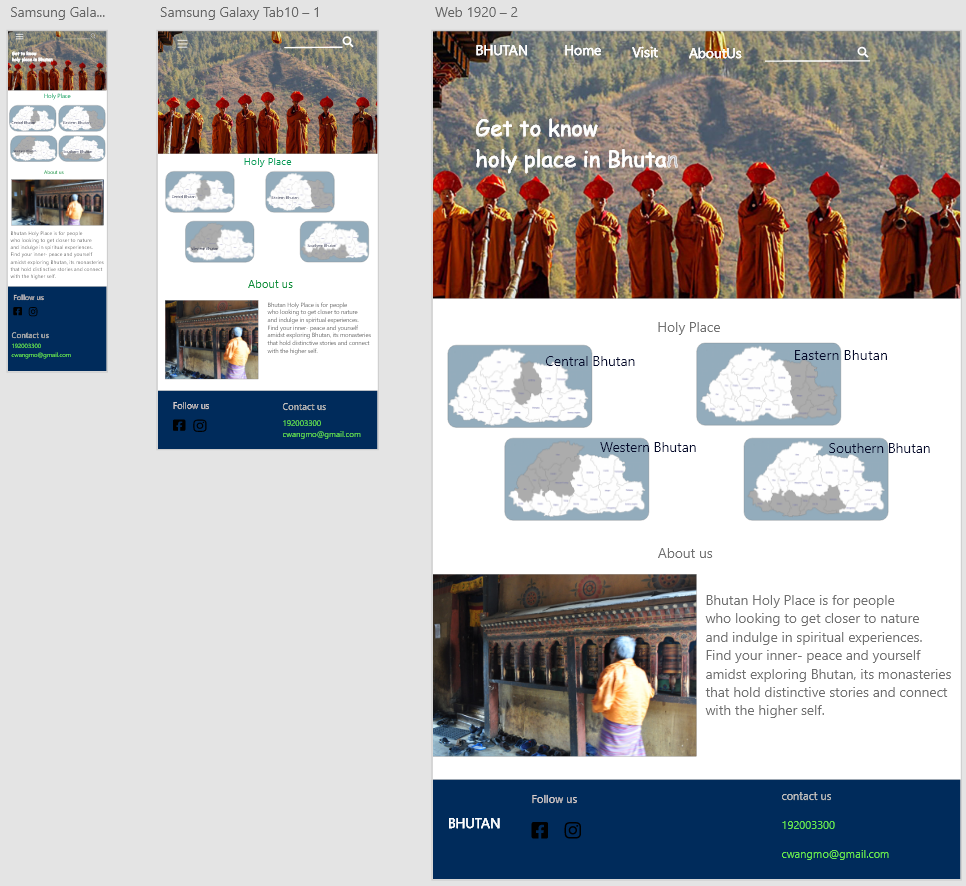 Samsung Gala...
Samsung Galaxy Tab10 – 1
Web 1920 – 2
Get to know
holy place in Bhutan
Holy Place
Central Bhutan
Eastern Bhutan
Southern Bhutan
About us
Bhutan Holy Place is for people
who looking to get closer to nature
and indulge in spiritual experiences.
Find your inner- peace and yourself
amidst exploring Bhutan, its monasteries
that hold distinctive stories and connect
with the higher self.
Follow us
Contact us
192003300
cwangmo@gmail.com
Holy Place
Central Bhutan
Eastern Bhutan
Western Bhutan
Southern Bhutan
About us
Bhutan Holy Place is for people
who looking to get closer to nature
and indulge in spiritual experiences.
Find your inner- peace and yourself
amidst exploring Bhutan, its monasteries
that hold distinctive stories and connect
with the higher self.
Follow us
Contact us
192003300
cwangmo@gmail.com
BHUTAN Home Visit AboutUs
Get to know
holy place in Bhutan
Holy Place
Central Bhutan
Eastern Bhutan
Western Bhutan
Southern Bhutan
About us
Bhutan Holy Place is for people
who looking to get closer to nature
and indulge in spiritual experiences.
Find your inner- peace and yourself
amidst exploring Bhutan, its monasteries
that hold distinctive stories and connect
with the higher self.
BHUTAN
Follow us
contact us
192003300
cwangmo@gmail.com